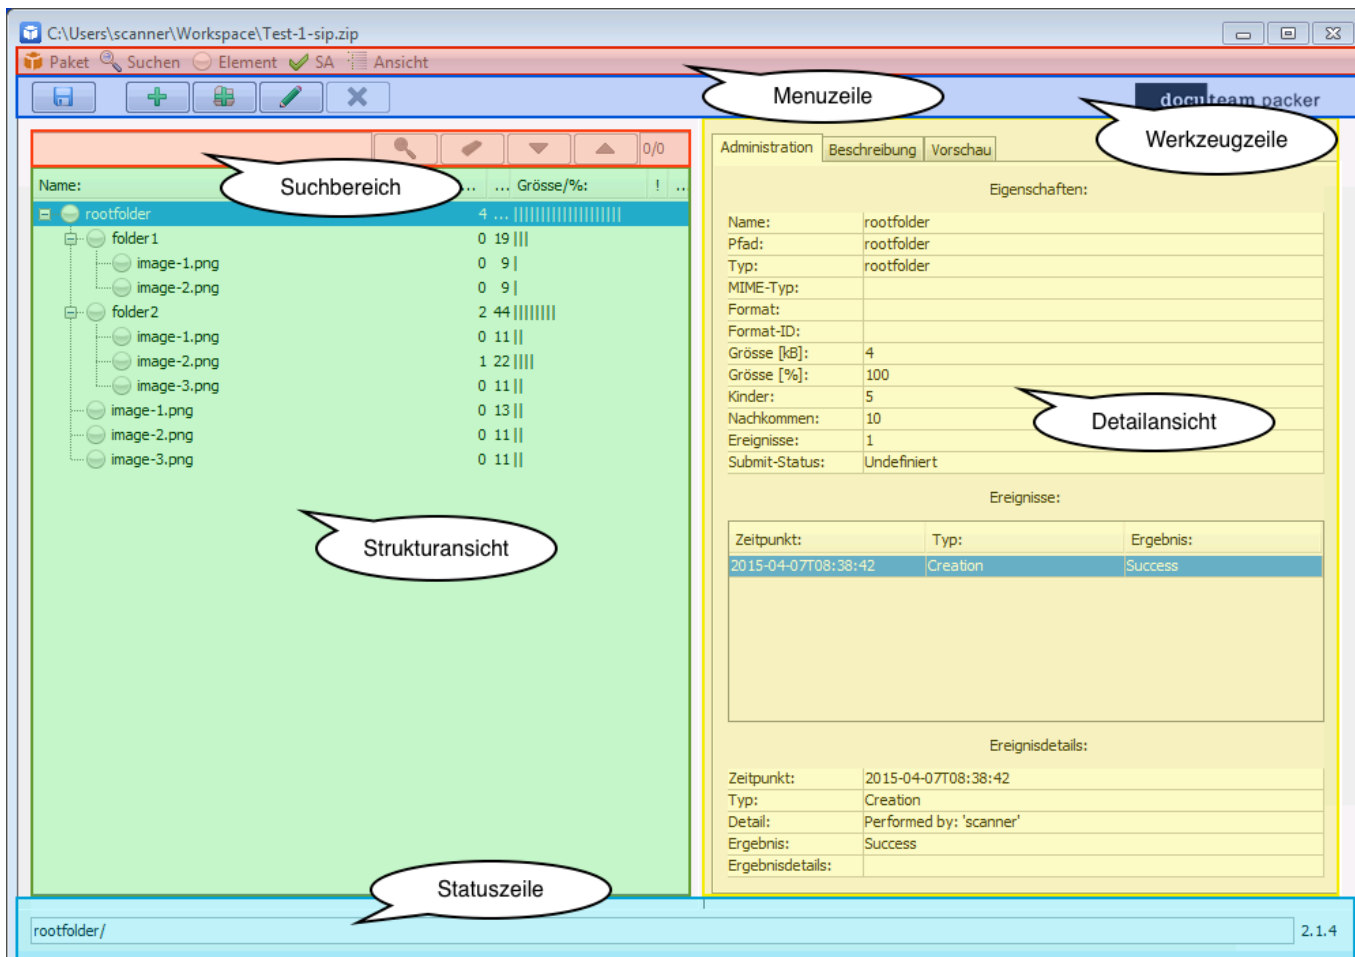 C:\Users\scanner\Workspace\Test-1-sip.zip
Paket Suchen Element SA Ansicht
Menuzeile
docuteam packer
Werkzeugzeile
0/0
Suchbereich
Name: ... ... Grösse/%: ! ...
rootfolder 4 ...
folder1 0 19
image-1.png 0 9
image-2.png 0 9
folder2 2 44
image-1.png 0 11
image-2.png 1 22
image-3.png 0 11
image-1.png 0 13
image-2.png 0 11
image-3.png 0 11
Strukturansicht
Administration Beschreibung Vorschau
Eigenschaften:
Name: rootfolder
Pfad: rootfolder
Typ: rootfolder
MIME-Typ:
Format:
Format-ID:
Grösse [kB]: 4
Grösse [%]: 100
Kinder: 5
Nachkommen: 10
Ereignisse: 1
Submit-Status: Undefiniert
Detailansicht
Ereignisse:
Zeitpunkt: Typ: Ergebnis:
2015-04-07T08:38:42 Creation Success
Ereignisdetails:
Zeitpunkt: 2015-04-07T08:38:42
Typ: Creation
Detail: Performed by: 'scanner'
Ergebnis: Success
Ergebnisdetails:
Statuszeile
rootfolder/ 2.1.4